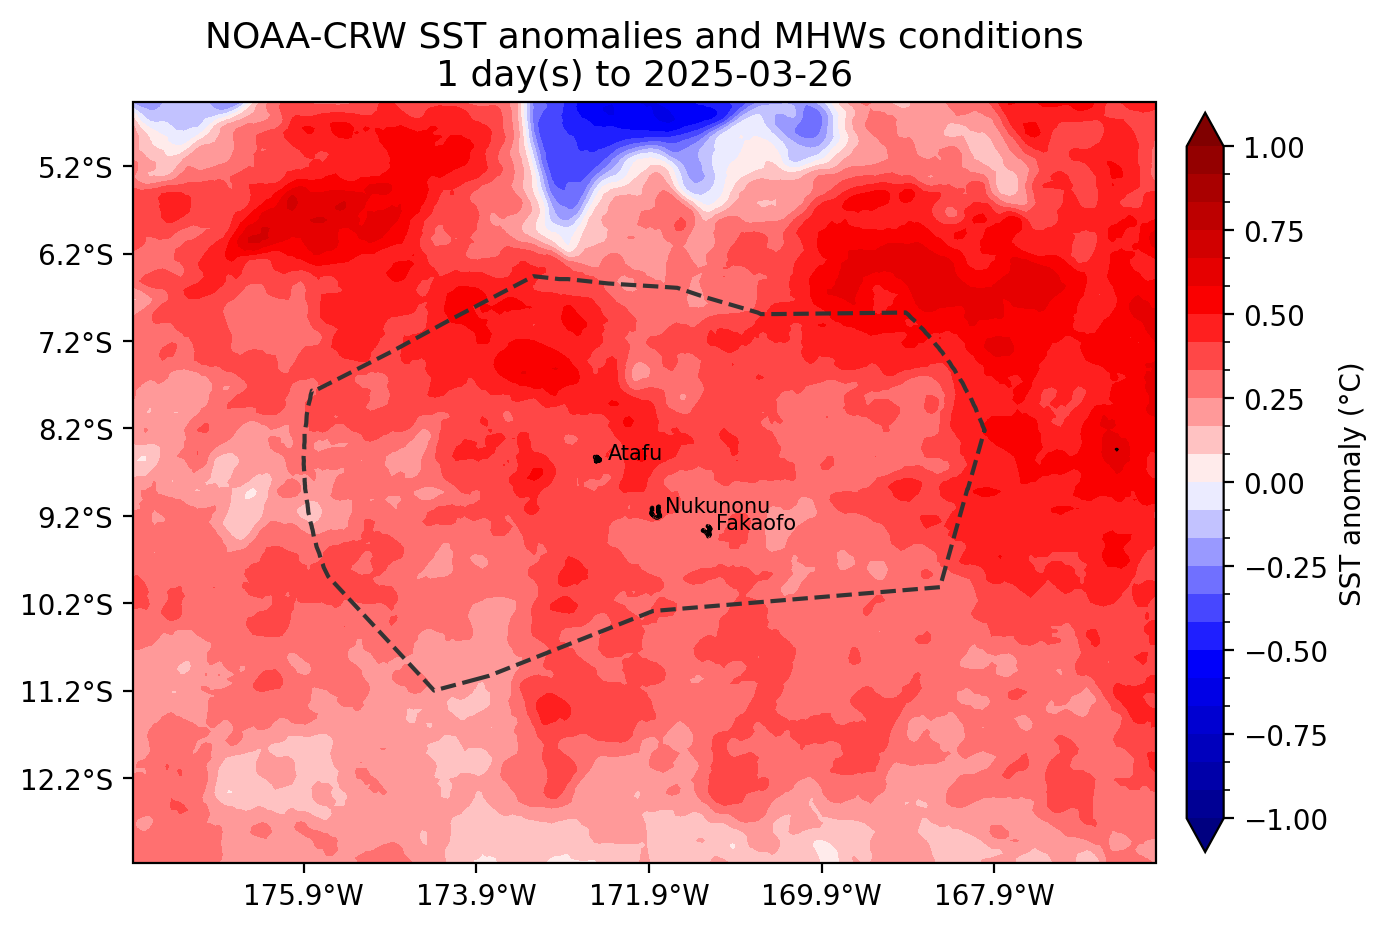 NOAA-CRW SST anomalies and MHWs conditions
1 day(s) to 2025-03-26
5.2°S
6.2°S
7.2°S
8.2°S
9.2°S
10.2°S
11.2°S
12.2°S
Atafu
Nukunonu
Fakaofo
175.9°W
173.9°W
171.9°W
169.9°W
167.9°W
1.00
0.75
0.50
0.25
0.00
−0.25
−0.50
−0.75
−1.00
SST anomaly (°C)